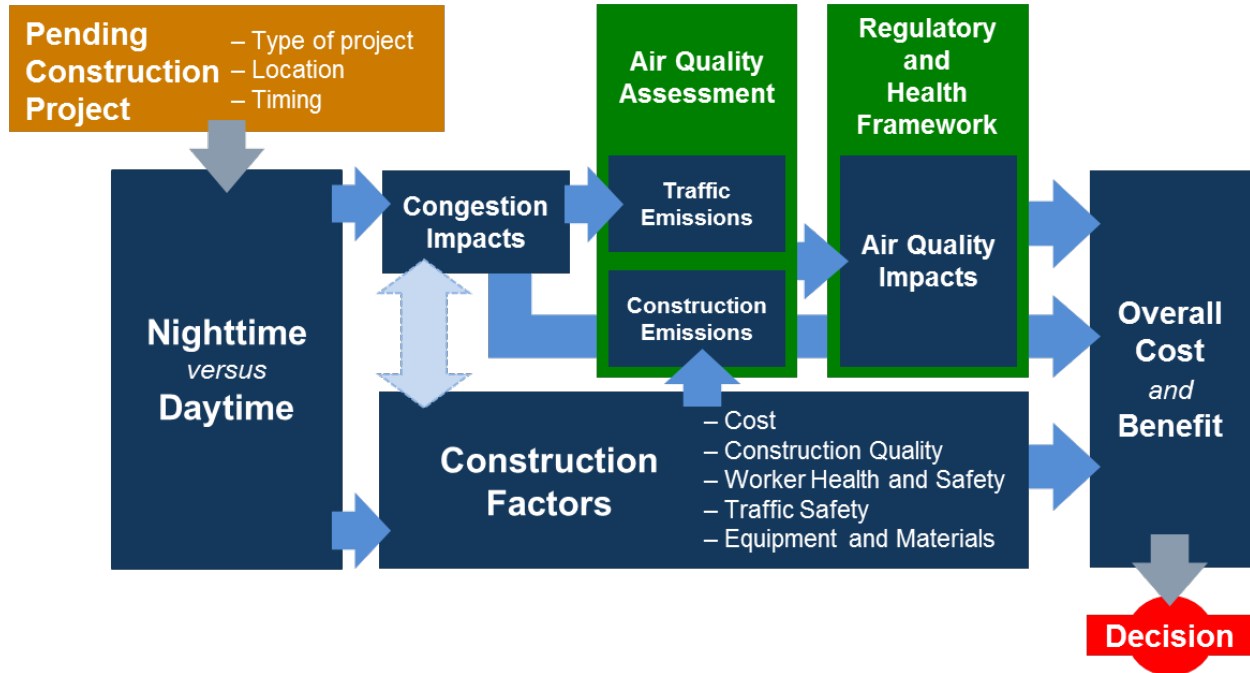 Pending
Construction
Project
– Type of project
– Location
– Timing
Air Quality
Assessment
Regulatory
and
Health
Framework
Nighttime
versus
Daytime
Congestion
Impacts
Traffic
Emissions
Construction
Emissions
Air Quality
Impacts
Construction
Factors
– Cost
– Construction Quality
– Worker Health and Safety
– Traffic Safety
– Equipment and Materials
Overall
Cost
and
Benefit
Decision